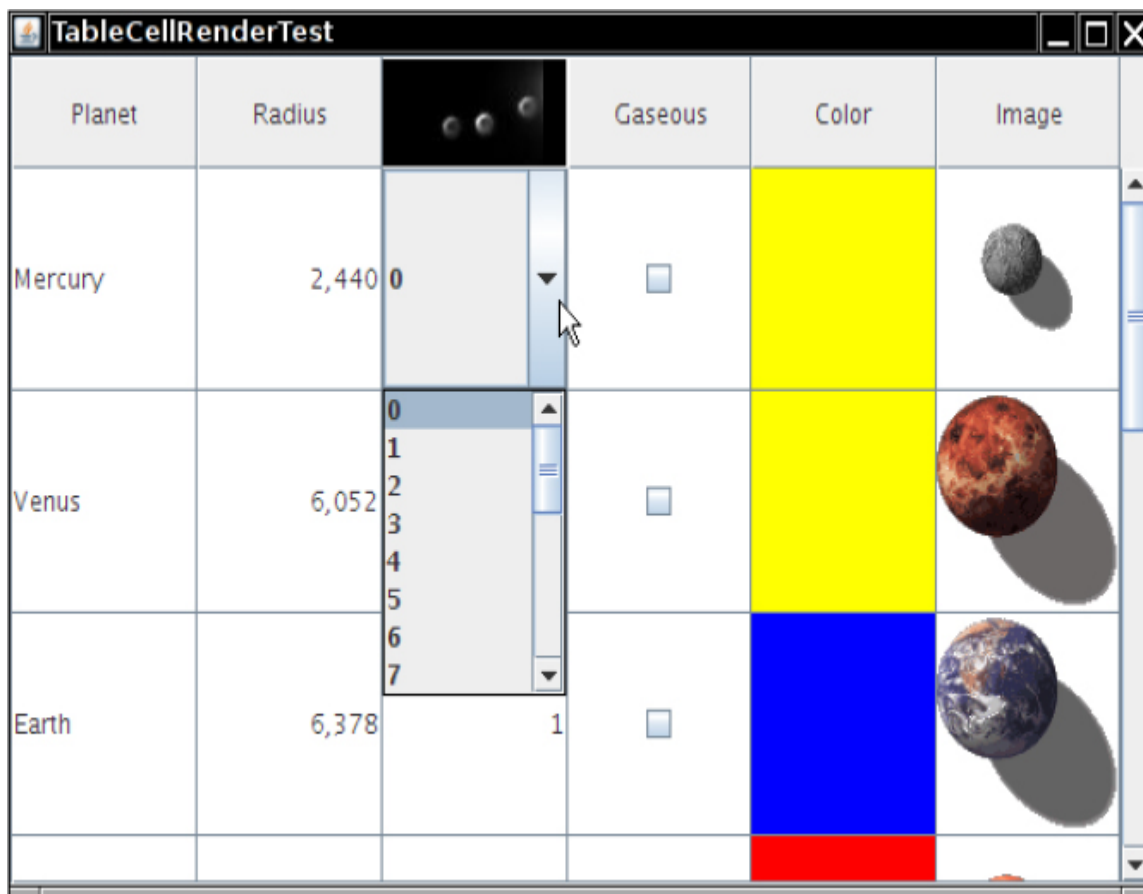 TableCellRenderTest
Planet Radius Gaseous Color Image
Mercury 2,440 0
0
1
Venus 6,052 2
3
4
5
6
7
Earth 6,378 1